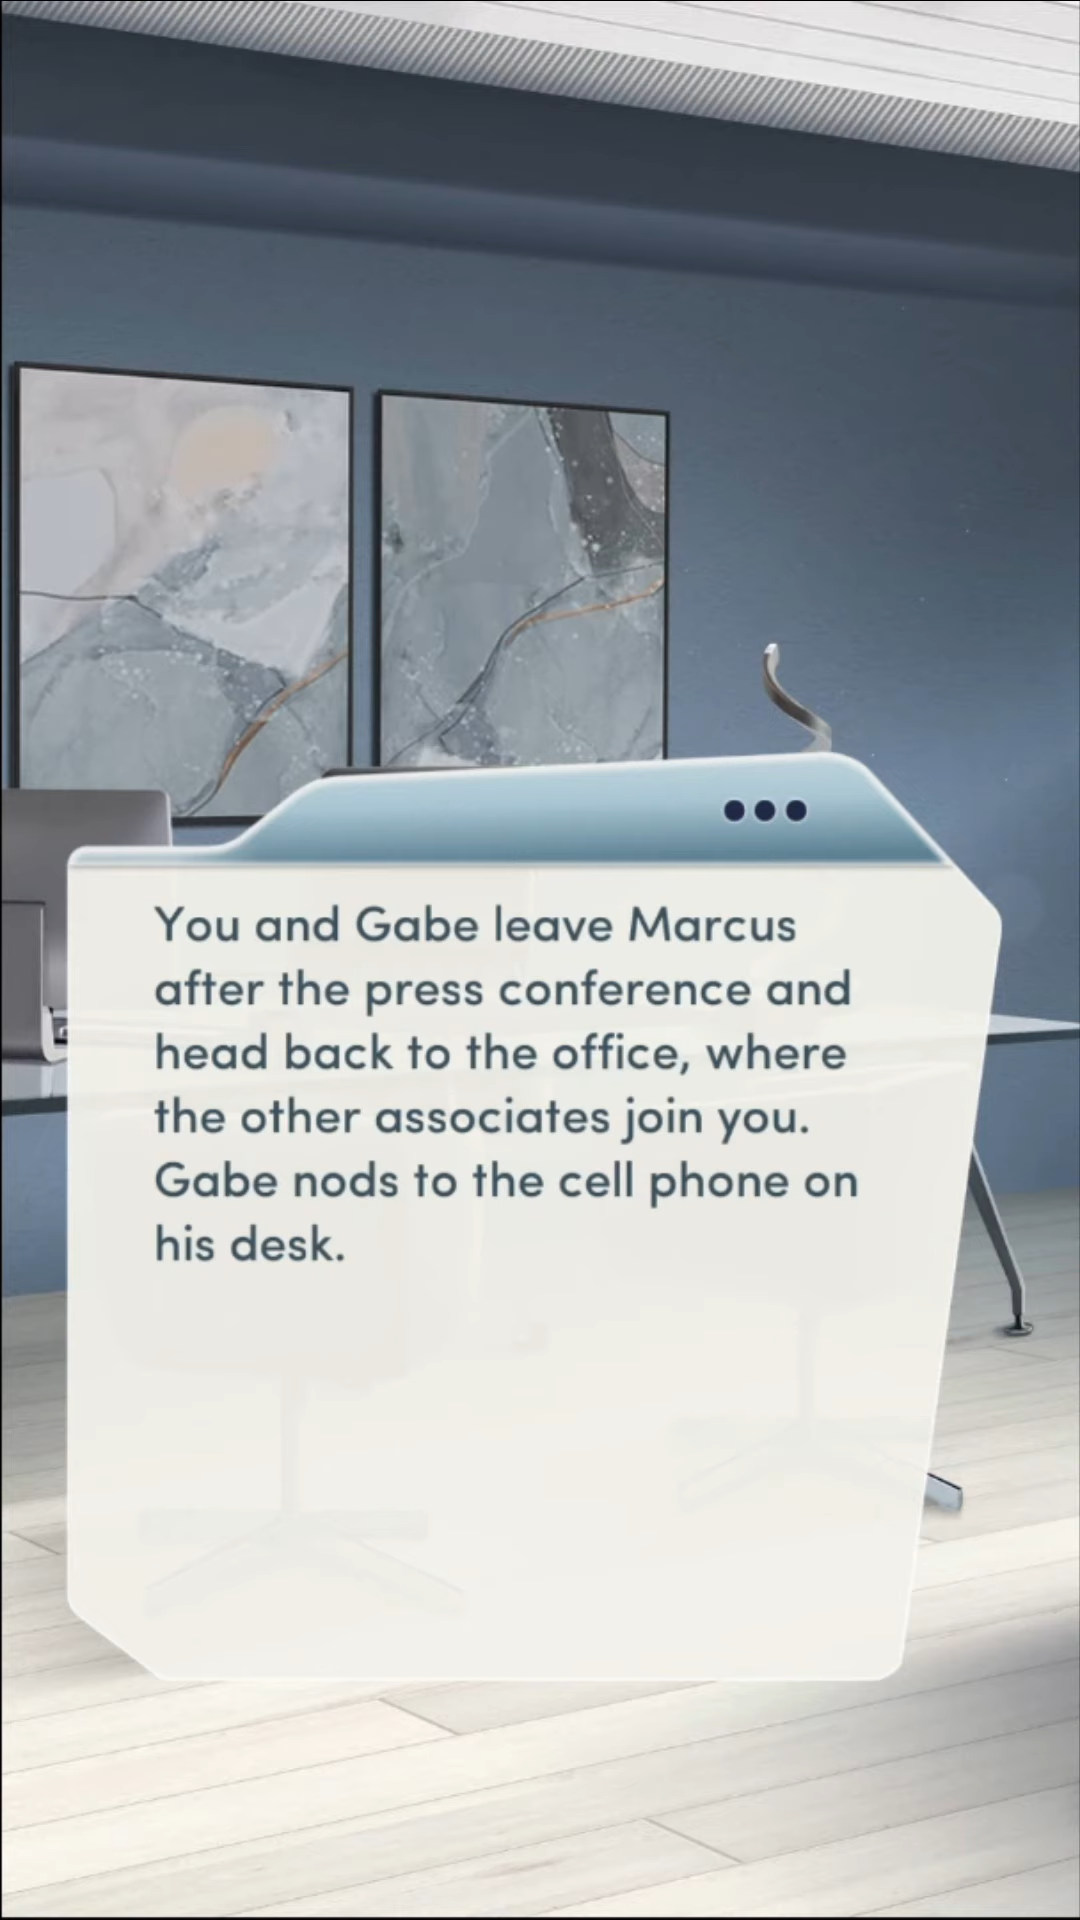 You and Gabe leave Marcus
after the press conference and
head back to the office, where
the other associates join you.
Gabe nods to the cell phone on
his desk.